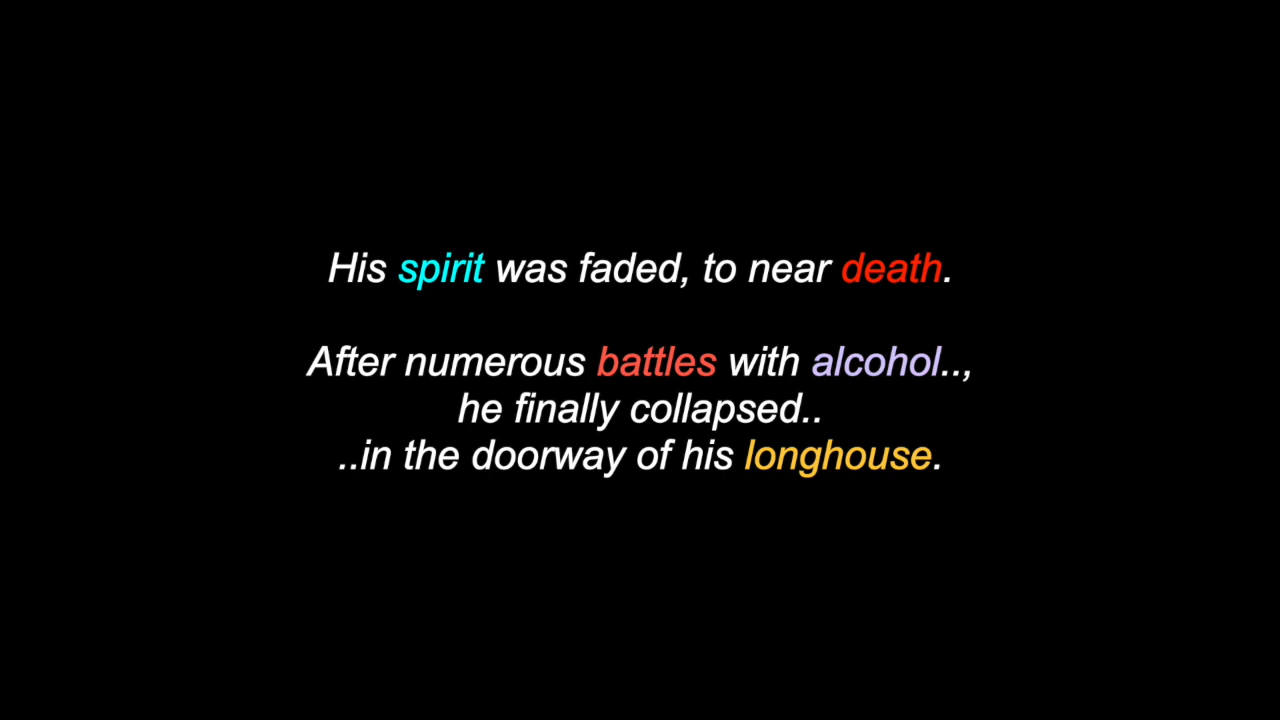 His spirit was faded, to near death.
After numerous battles with alcohol..,
he finally collapsed..
..in the doorway of his longhouse.